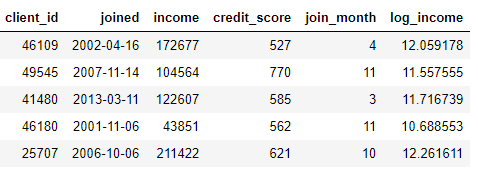 client_id joined income credit_score join_month log_income
46109 2002-04-16 172677 527 4 12.059178
49545 2007-11-14 104564 770 11 11.557555
41480 2013-03-11 122607 585 3 11.716739
46180 2001-11-06 43851 562 11 10.688553
25707 2006-10-06 211422 621 10 12.261611